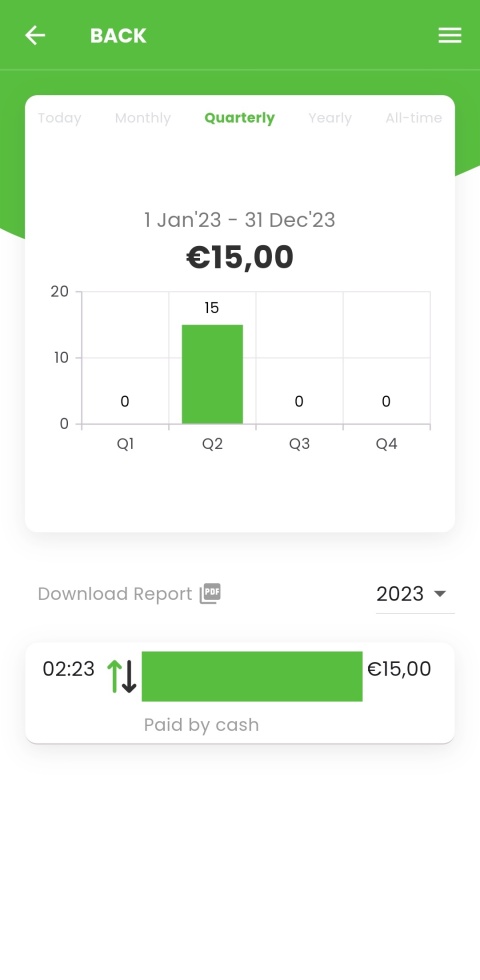 BACK
Today Monthly Quarterly Yearly All-time
1 Jan'23 - 31 Dec'23
€15,00
20
15
10
0 0 0
0
Q1 Q2 Q3 Q4
Download Report PDF 2023
02:23 €15,00
Paid by cash